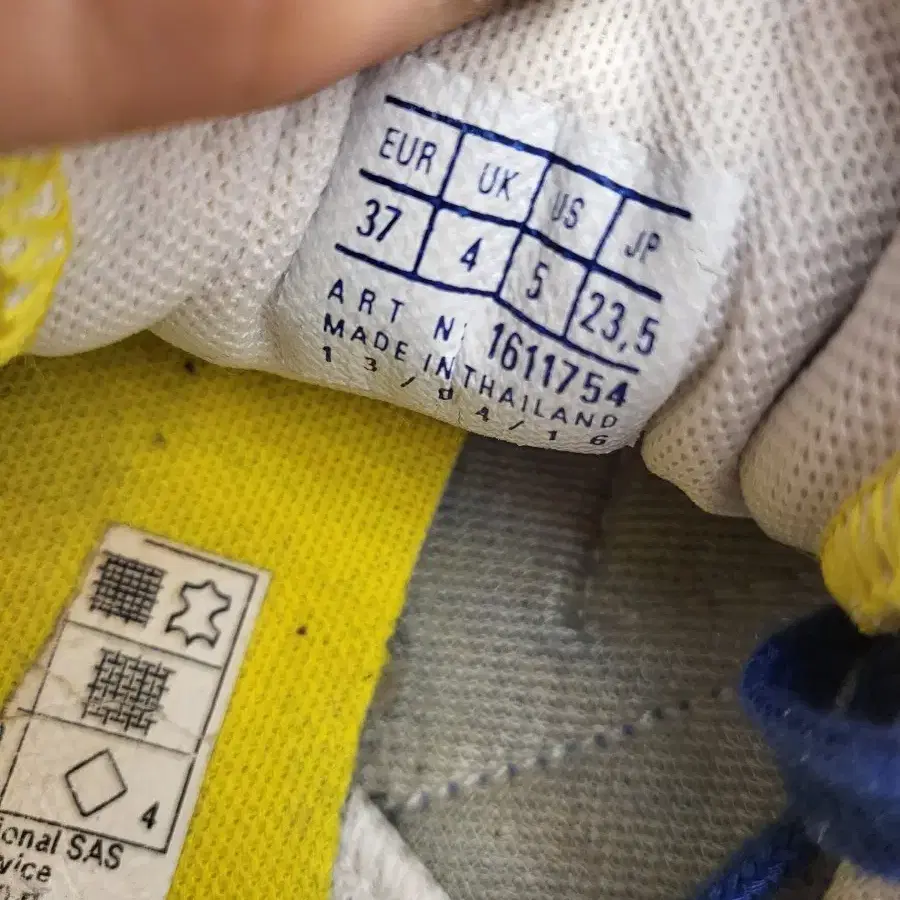 EUR UK US JP
37 4 5 23,5
ART N: 1611754
MADE IN THAILAND
13/04/16
4
ional SAS
vice